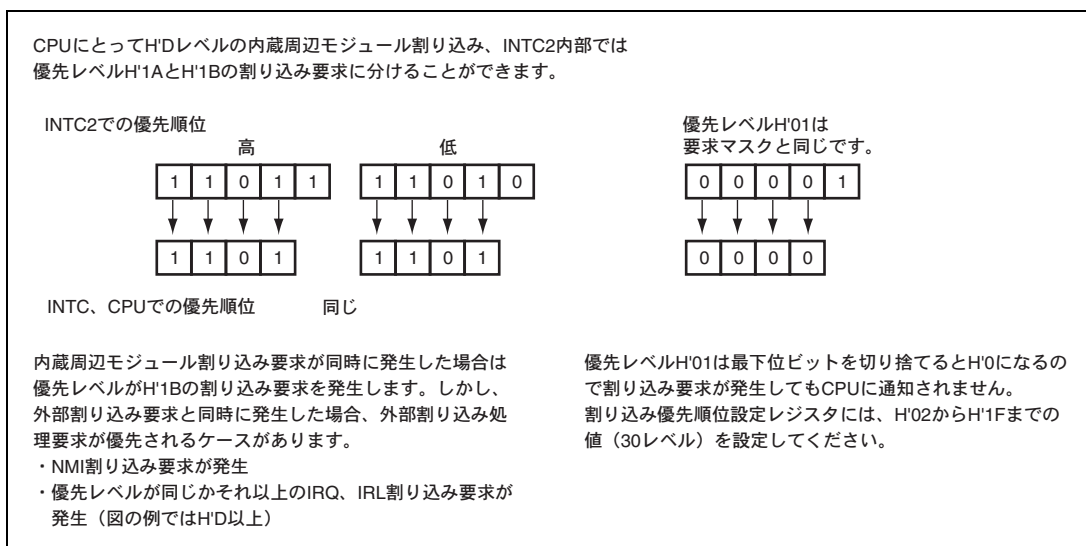 CPUにとってH'Dレベルの内蔵周辺モジュール割り込み、INTC2内部では
優先レベルH'1AとH'1Bの割り込み要求に分けることができます。
INTC2での優先順位
高
低
1 1 0 1 1
1 1 0 1 0
1 1 0 1
1 1 0 1
INTC、CPUでの優先順位
同じ
優先レベルH'01は
要求マスクと同じです。
0 0 0 0 1
0 0 0 0
内蔵周辺モジュール割り込み要求が同時に発生した場合は
優先レベルがH'1Bの割り込み要求を発生します。しかし、
外部割り込み要求と同時に発生した場合、外部割り込み処
理要求が優先されるケースがあります。
・NMI割り込み要求が発生
・優先レベルが同じかそれ以上のIRQ、IRL割り込み要求が
発生（図の例ではH'D以上）
優先レベルH'01は最下位ビットを切り捨てるとH'0になるの
で割り込み要求が発生してもCPUに通知されません。
割り込み優先順位設定レジスタには、H'02からH'1Fまでの
値（30レベル）を設定してください。